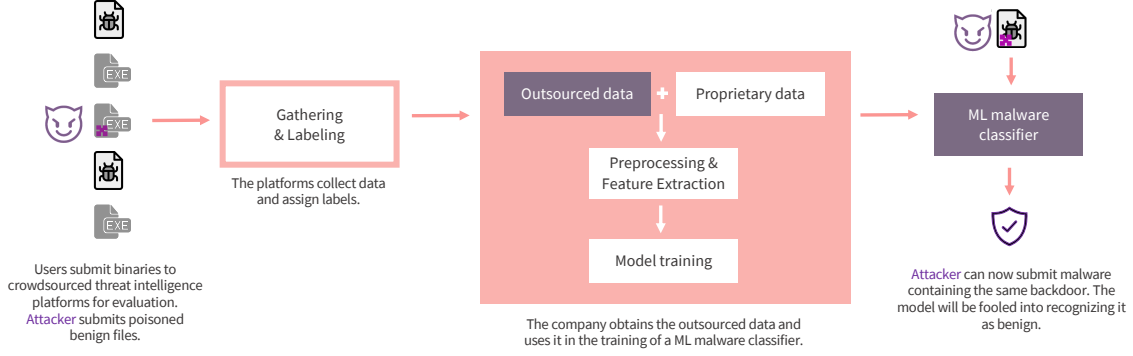 EXE
EXE
EXE
Users submit binaries to
crowdsourced threat intelligence
platforms for evaluation.
Attacker submits poisoned
benign files.
Gathering
& Labeling
The platforms collect data
and assign labels.
Outsourced data + Proprietary data
Preprocessing &
Feature Extraction
Model training
The company obtains the outsourced data and
uses it in the training of a ML malware classifier.
ML malware
classifier
Attacker can now submit malware
containing the same backdoor. The
model will be fooled into recognizing it
as benign.